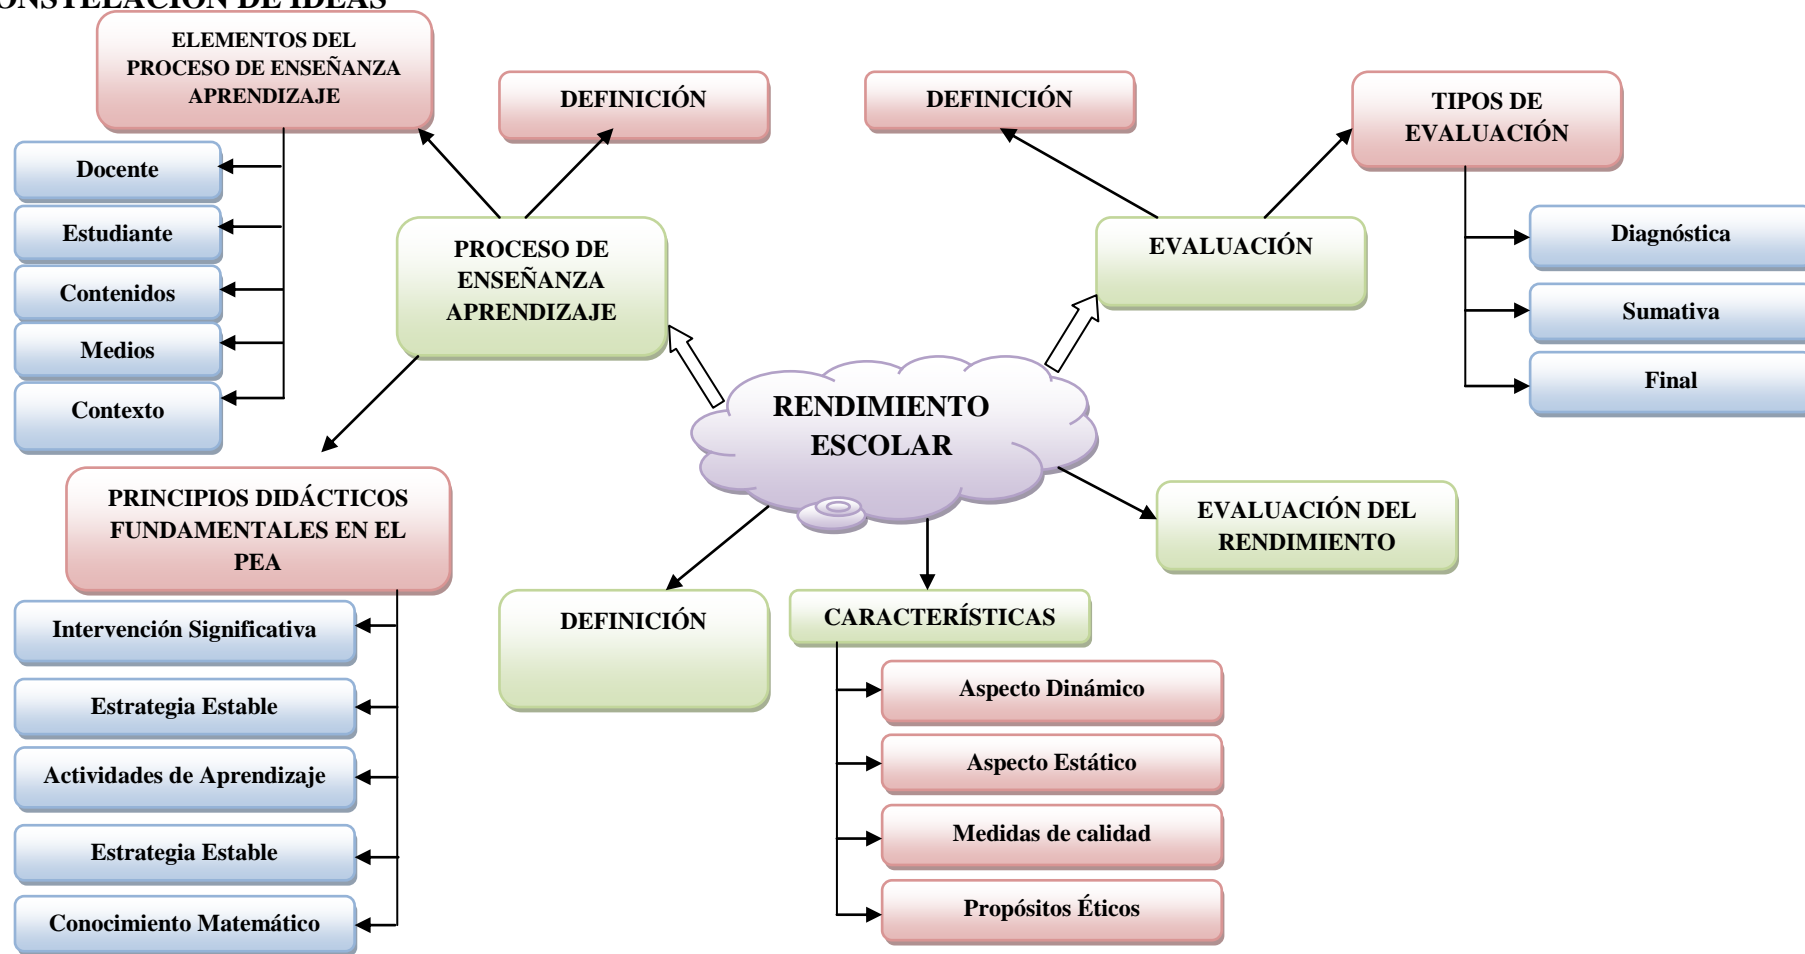 ONSTELACIÓN DE IDEAS
ELEMENTOS DEL
PROCESO DE ENSEÑANZA
APRENDIZAJE
Docente
Estudiante
Contenidos
Medios
Contexto
DEFINICIÓN
PROCESO DE
ENSEÑANZA
APRENDIZAJE
PRINCIPIOS DIDÁCTICOS
FUNDAMENTALES EN EL
PEA
Intervención Significativa
Estrategia Estable
Actividades de Aprendizaje
Estrategia Estable
Conocimiento Matemático
DEFINICIÓN
TIPOS DE
EVALUACIÓN
EVALUACIÓN
Diagnóstica
Sumativa
Final
RENDIMIENTO
ESCOLAR
EVALUACIÓN DEL
RENDIMIENTO
DEFINICIÓN
CARACTERÍSTICAS
Aspecto Dinámico
Aspecto Estático
Medidas de calidad
Propósitos Éticos